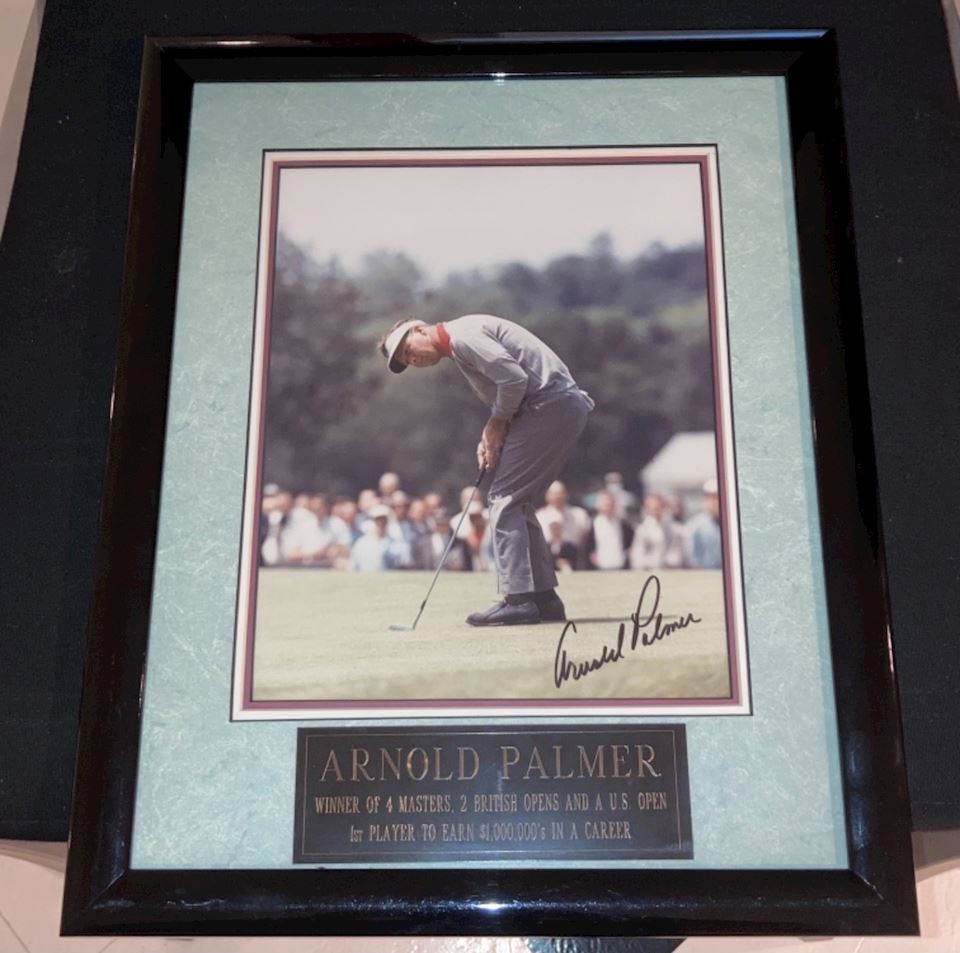 Arnold Palmer
ARNOLD PALMER
WINNER OF 4 MASTERS, 2 BRITISH OPENS AND A U.S. OPEN
1ST PLAYER TO EARN $1,000,000's IN A CAREER